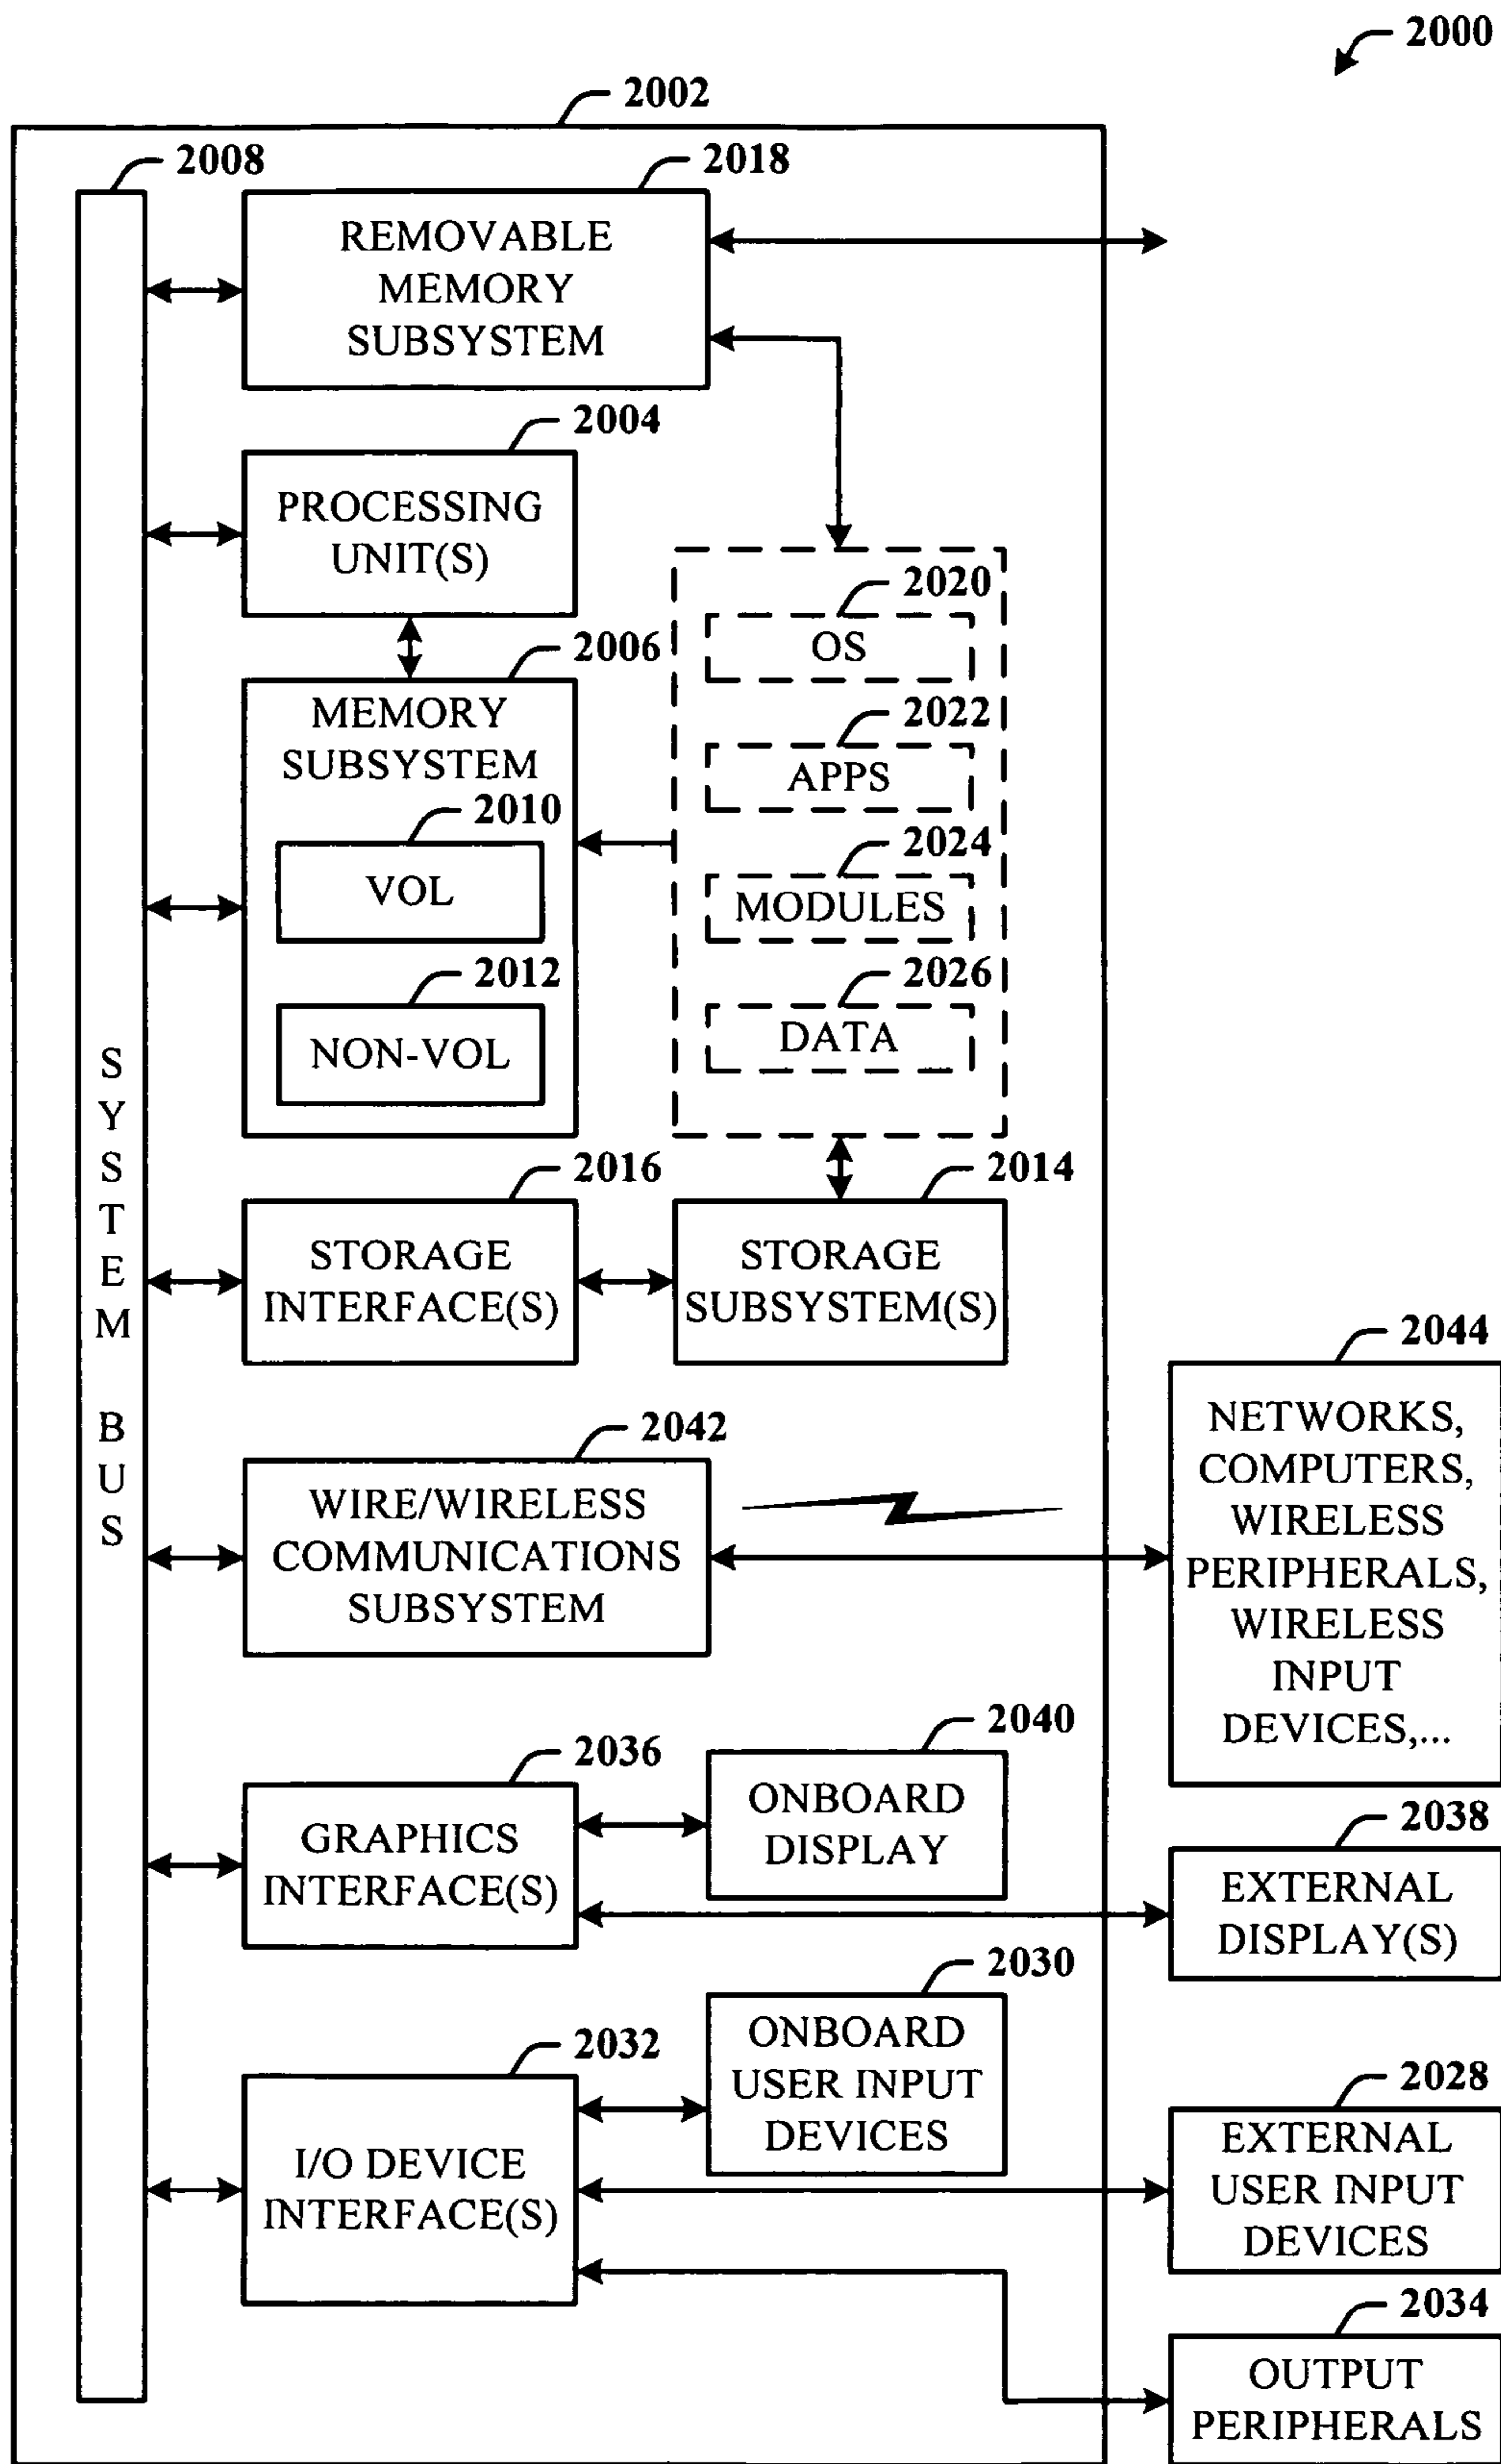 2000
2002
2008
2018
REMOVABLE
MEMORY
SUBSYSTEM
2004
PROCESSING
UNIT(S)
2020
OS
2006
MEMORY
SUBSYSTEM
2022
APPS
2010
VOL
2024
MODULES
2012
NON-VOL
2026
DATA
SYSTEM BUS
2016
STORAGE
INTERFACE(S)
2014
STORAGE
SUBSYSTEM(S)
2044
NETWORKS,
COMPUTERS,
WIRELESS
PERIPHERALS,
WIRELESS
INPUT
DEVICES,...
2042
WIRE/WIRELESS
COMMUNICATIONS
SUBSYSTEM
2040
ONBOARD
DISPLAY
2036
GRAPHICS
INTERFACE(S)
2038
EXTERNAL
DISPLAY(S)
2030
ONBOARD
USER INPUT
DEVICES
2032
I/O DEVICE
INTERFACE(S)
2028
EXTERNAL
USER INPUT
DEVICES
2034
OUTPUT
PERIPHERALS